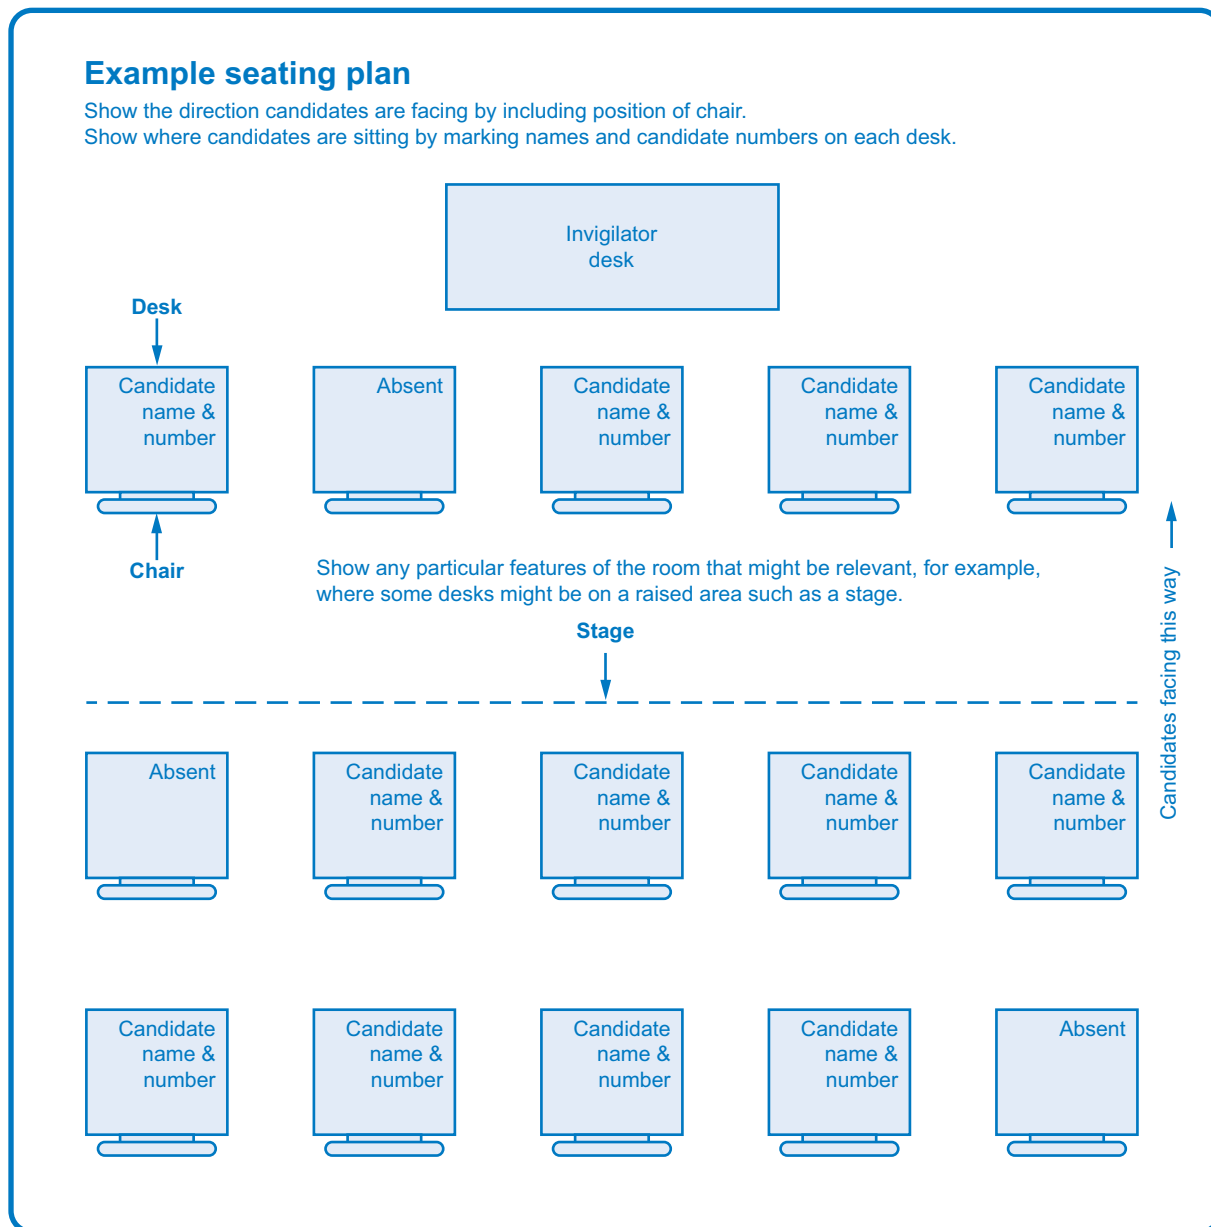 Example seating plan
Show the direction candidates are facing by including position of chair.
Show where candidates are sitting by marking names and candidate numbers on each desk.
Invigilator
desk
Desk
Candidate
name &
number
Absent
Candidate
name &
number
Candidate
name &
number
Candidate
name &
number
Chair
Show any particular features of the room that might be relevant, for example,
where some desks might be on a raised area such as a stage.
Stage
Candidates facing this way
Absent
Candidate
name &
number
Candidate
name &
number
Candidate
name &
number
Candidate
name &
number
Candidate
name &
number
Candidate
name &
number
Candidate
name &
number
Candidate
name &
number
Absent